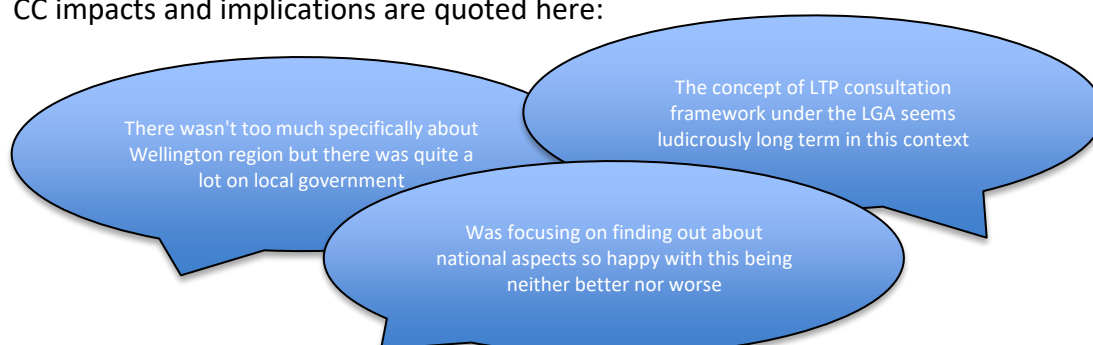 CC impacts and implications are quoted here:
There wasn't too much specifically about
Wellington region but there was quite a
lot on local government
The concept of LTP consultation
framework under the LGA seems
ludicrously long term in this context
Was focusing on finding out about
national aspects so happy with this being
neither better nor worse